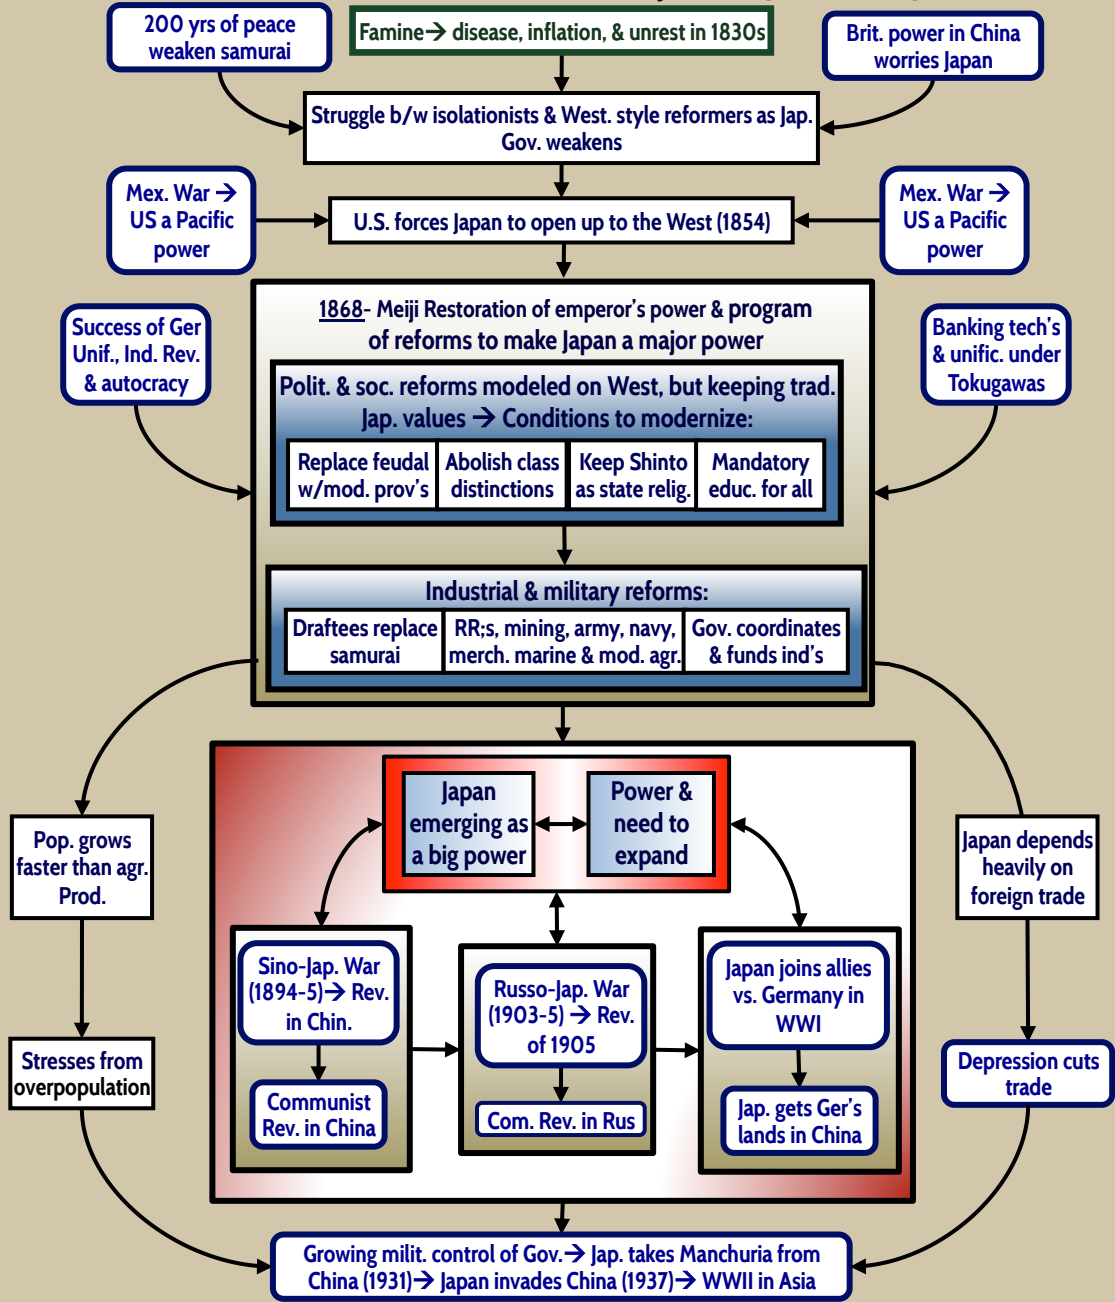 200 yrs of peace
weaken samurai
Famine→ disease, inflation, & unrest in 1830s
Brit. power in China
worries Japan
Struggle b/w isolationists & West. style reformers as Jap.
Gov. weakens
Mex. War →
US a Pacific
power
U.S. forces Japan to open up to the West (1854)
Mex. War →
US a Pacific
power
1868- Meiji Restoration of emperor's power & program
of reforms to make Japan a major power
Success of Ger
Unif., Ind. Rev.
& autocracy
Banking tech's
& unific. under
Tokugawas
Polit. & soc. reforms modeled on West, but keeping trad.
Jap. values → Conditions to modernize:
Replace feudal
w/mod. prov's
Abolish class
distinctions
Keep Shinto
as state relig.
Mandatory
educ. for all
Industrial & military reforms:
Draftees replace
samurai
RR;s, mining, army, navy,
merch. marine & mod. agr.
Gov. coordinates
& funds ind's
Japan
emerging as
a big power
Power &
need to
expand
Pop. grows
faster than agr.
Prod.
Japan depends
heavily on
foreign trade
Sino-Jap. War
(1894-5)→ Rev.
in Chin.
Russo-Jap. War
(1903-5) → Rev.
of 1905
Japan joins allies
vs. Germany in
WWI
Stresses from
overpopulation
Communist
Rev. in China
Com. Rev. in Rus
Jap. gets Ger's
lands in China
Depression cuts
trade
Growing milit. control of Gov.→ Jap. takes Manchuria from
China (1931)→ Japan invades China (1937)→ WWII in Asia